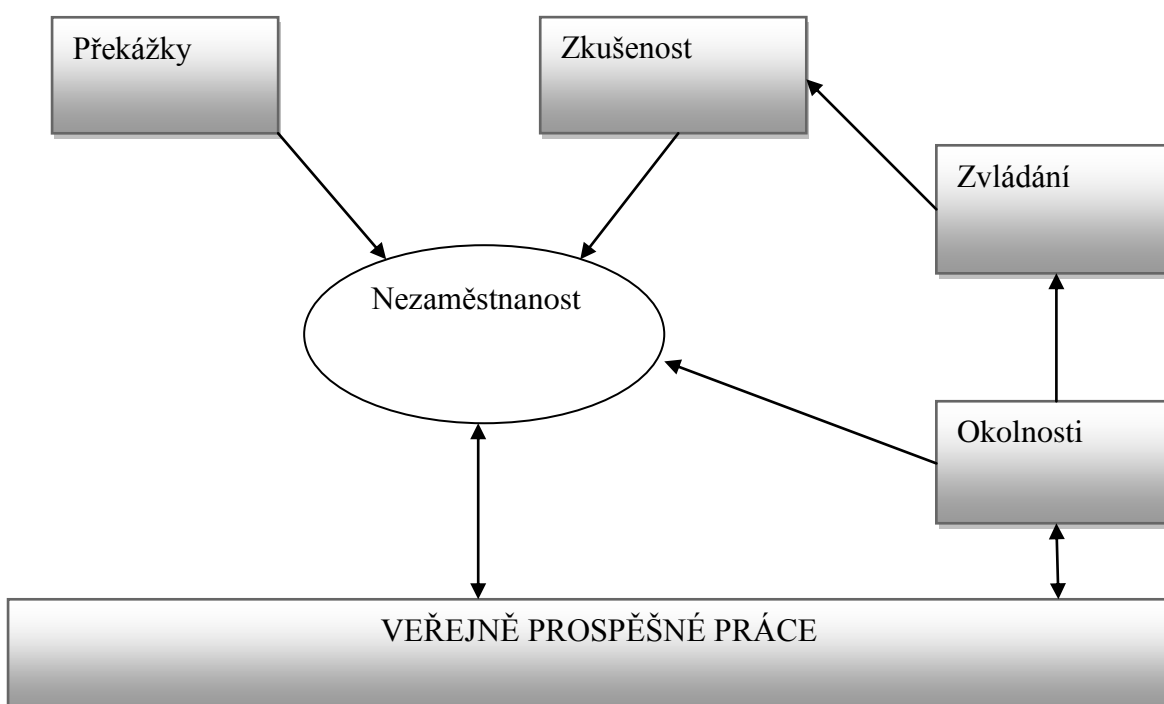 Překážky
Zkušenost
Zvládání
Nezaměstnanost
Okolnosti
VEŘEJNĚ PROSPĚŠNÉ PRÁCE